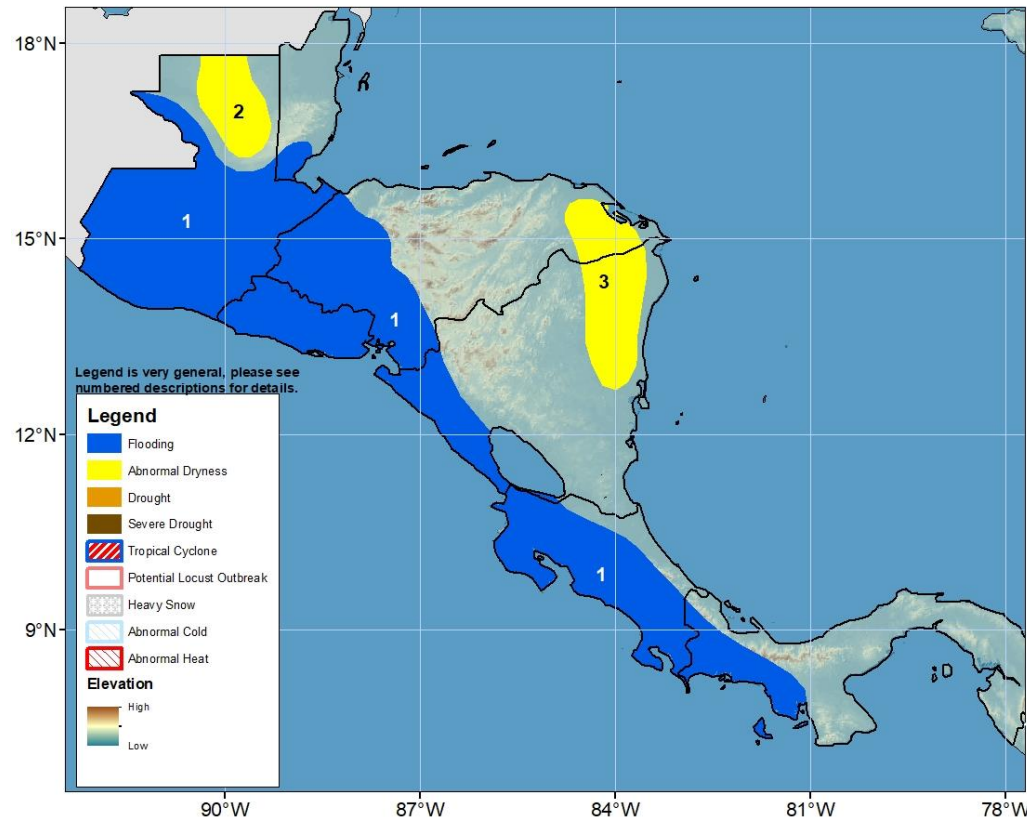 18°N
2
1
15°N
3
1
Legend is very general, please see
numbered descriptions for details.
Legend
12°N
Flooding
Abnormal Dryness
Drought
Severe Drought
Tropical Cyclone
1
Potential Locust Outbreak
Heavy Snow
9°N
Abnormal Cold
Abnormal Heat
Elevation
High
Low
90°W 87°W 84°W 81°W 78°W